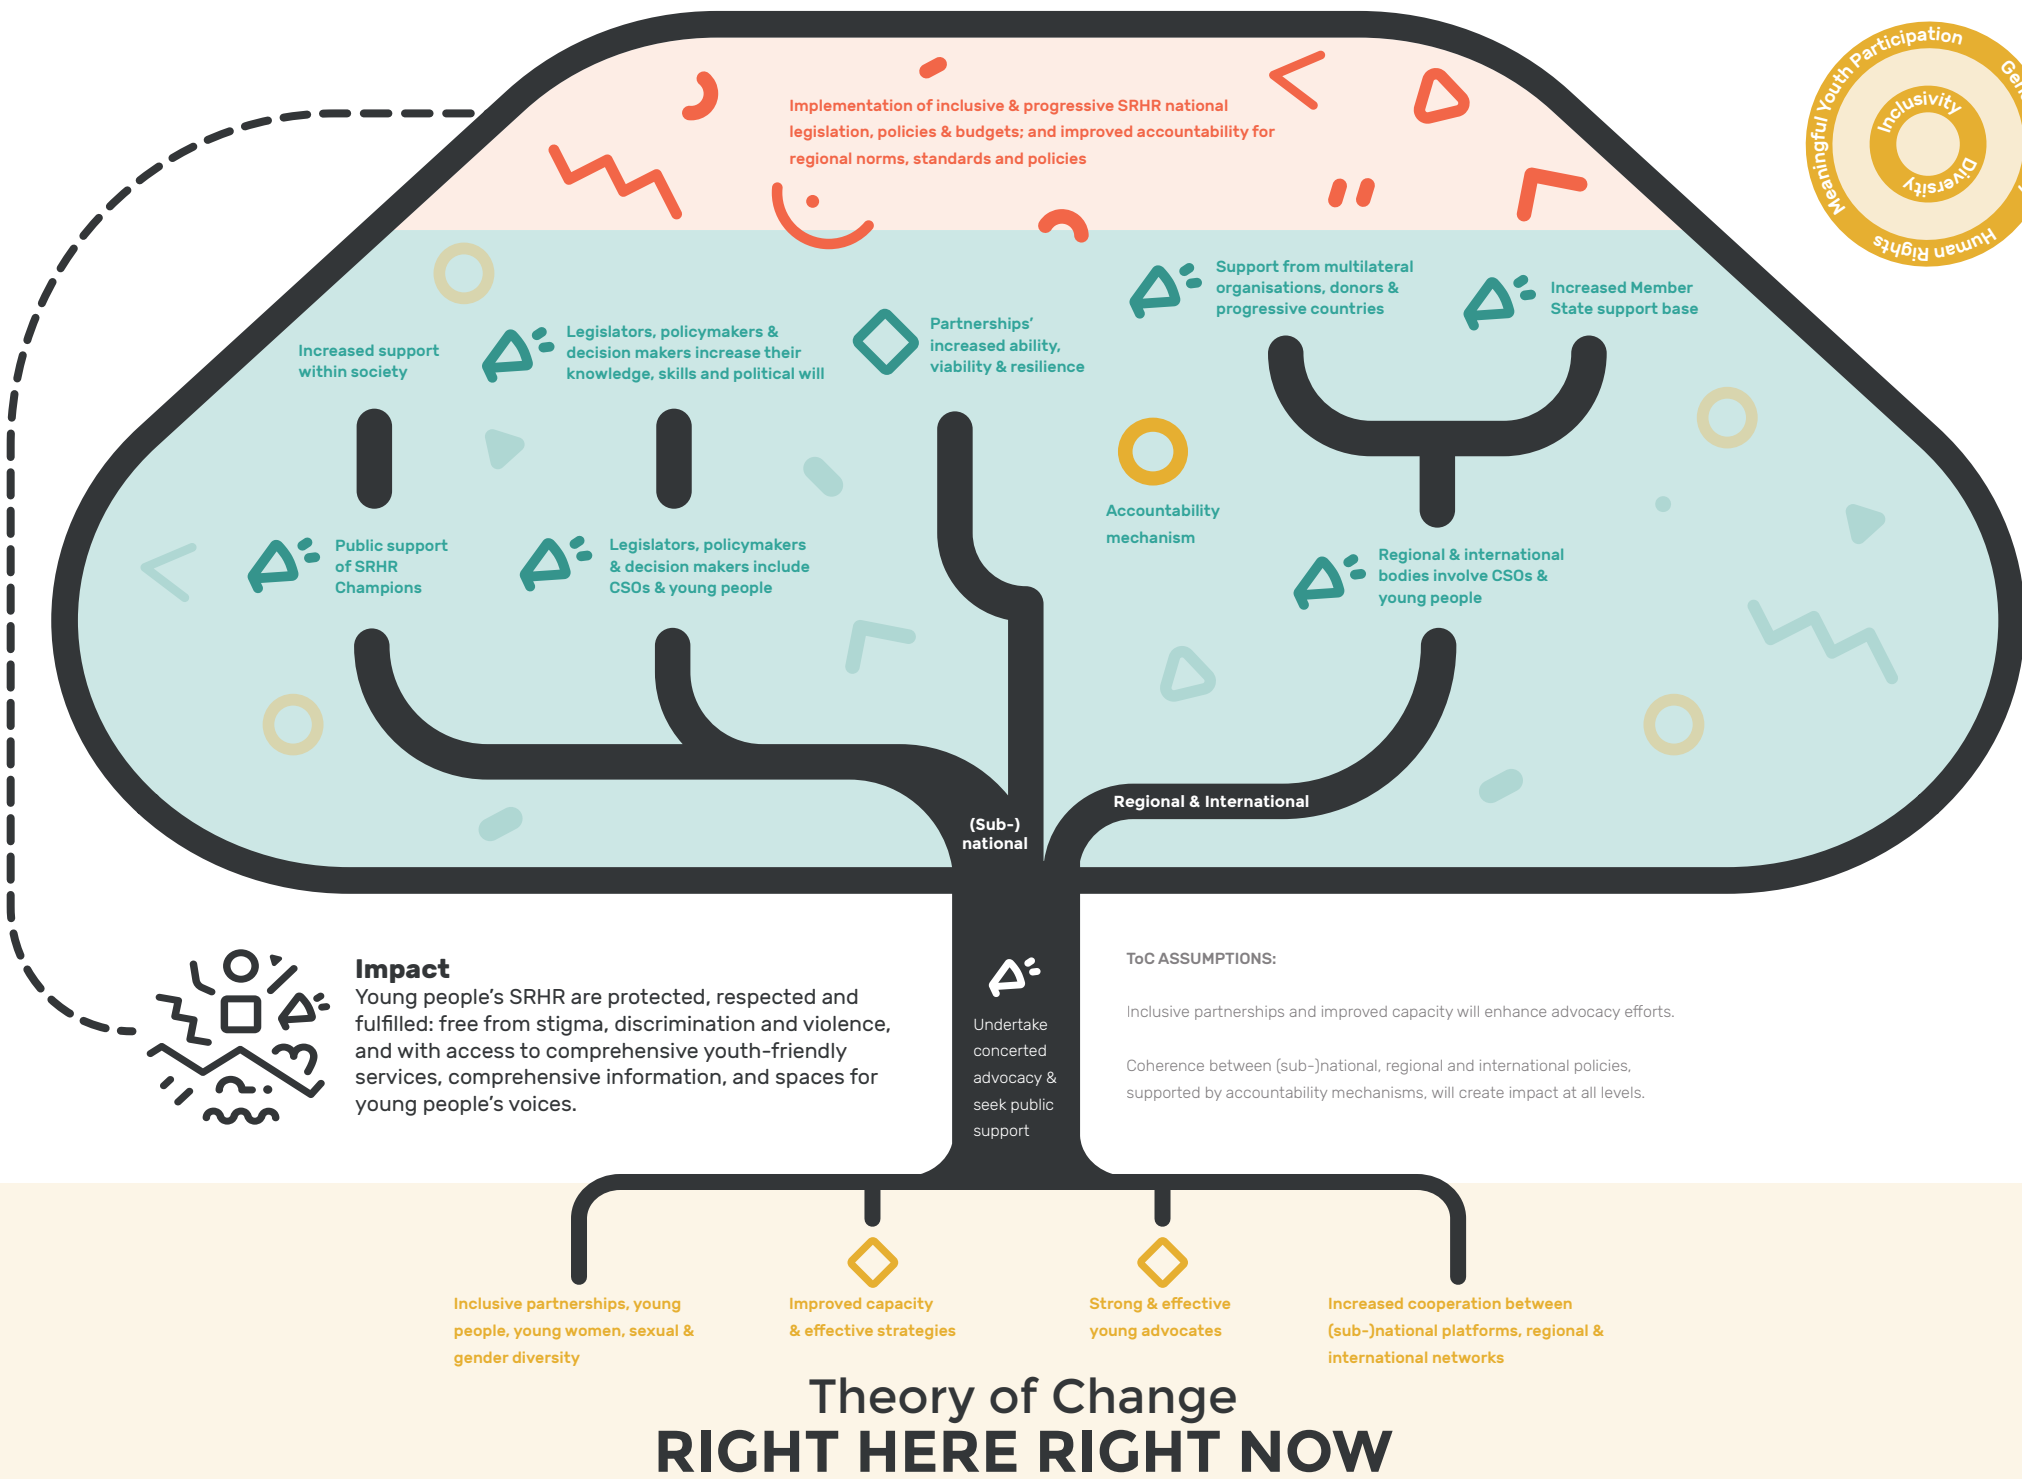 Implementation of inclusive & progressive SRHR national
legislation, policies & budgets; and improved accountability for
regional norms, standards and policies
Meaningful Youth Participation
Human Rights
Inclusivity
Diversity
Support from multilateral
organisations, donors &
progressive countries
Increased Member
State support base
Partnerships’
increased ability,
viability & resilience
Legislators, policymakers &
decision makers increase their
knowledge, skills and political will
Increased support
within society
Accountability
mechanism
Public support
of SRHR
Champions
Legislators, policymakers
& decision makers include
CSOs & young people
Regional & international
bodies involve CSOs &
young people
Regional & International
(Sub-)
national
Impact
Young people’s SRHR are protected, respected and
fulfilled: free from stigma, discrimination and violence,
and with access to comprehensive youth-friendly
services, comprehensive information, and spaces for
young people’s voices.
Undertake
concerted
advocacy &
seek public
support
ToC ASSUMPTIONS:
Inclusive partnerships and improved capacity will enhance advocacy efforts.
Coherence between (sub-)national, regional and international policies,
supported by accountability mechanisms, will create impact at all levels.
Inclusive partnerships, young
people, young women, sexual &
gender diversity
Improved capacity
& effective strategies
Strong & effective
young advocates
Increased cooperation between
(sub-)national platforms, regional &
international networks
Theory of Change
RIGHT HERE RIGHT NOW